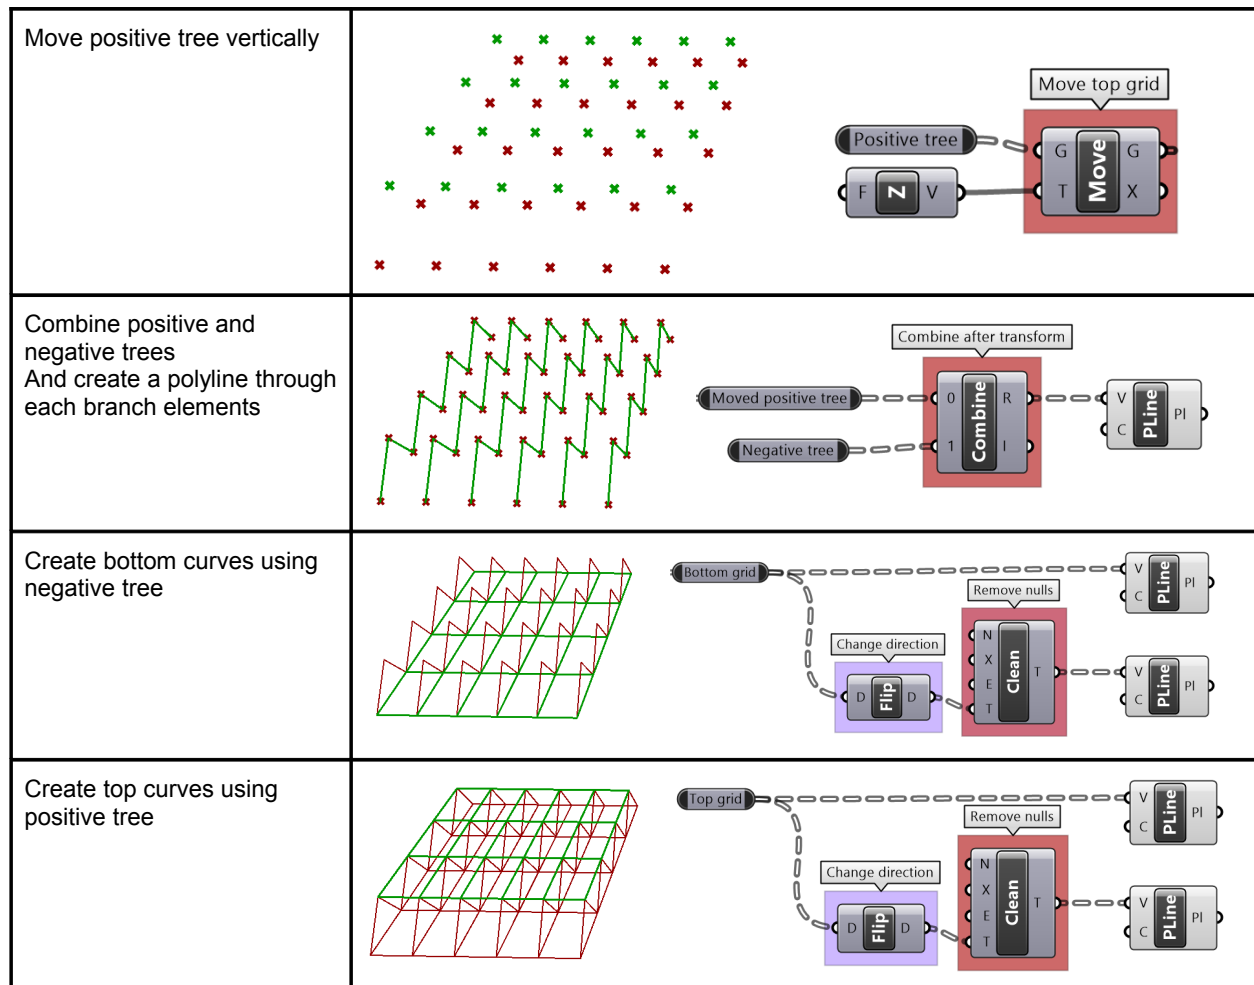 Move positive tree vertically
Move top grid
Positive tree
G
Move
G
F
Z
V
T
X
Combine positive and
negative trees
And create a polyline through
each branch elements
Combine after transform
Moved positive tree
0
Combine
R
V
PLine
Pl
C
Negative tree
1
I
Create bottom curves using
negative tree
Bottom grid
V
PLine
Pl
C
Remove nulls
N
X
E
T
Clean
T
Change direction
D
Flip
D
V
PLine
Pl
C
Create top curves using
positive tree
Top grid
V
PLine
Pl
C
Remove nulls
N
X
E
T
Clean
T
Change direction
D
Flip
D
V
PLine
Pl
C